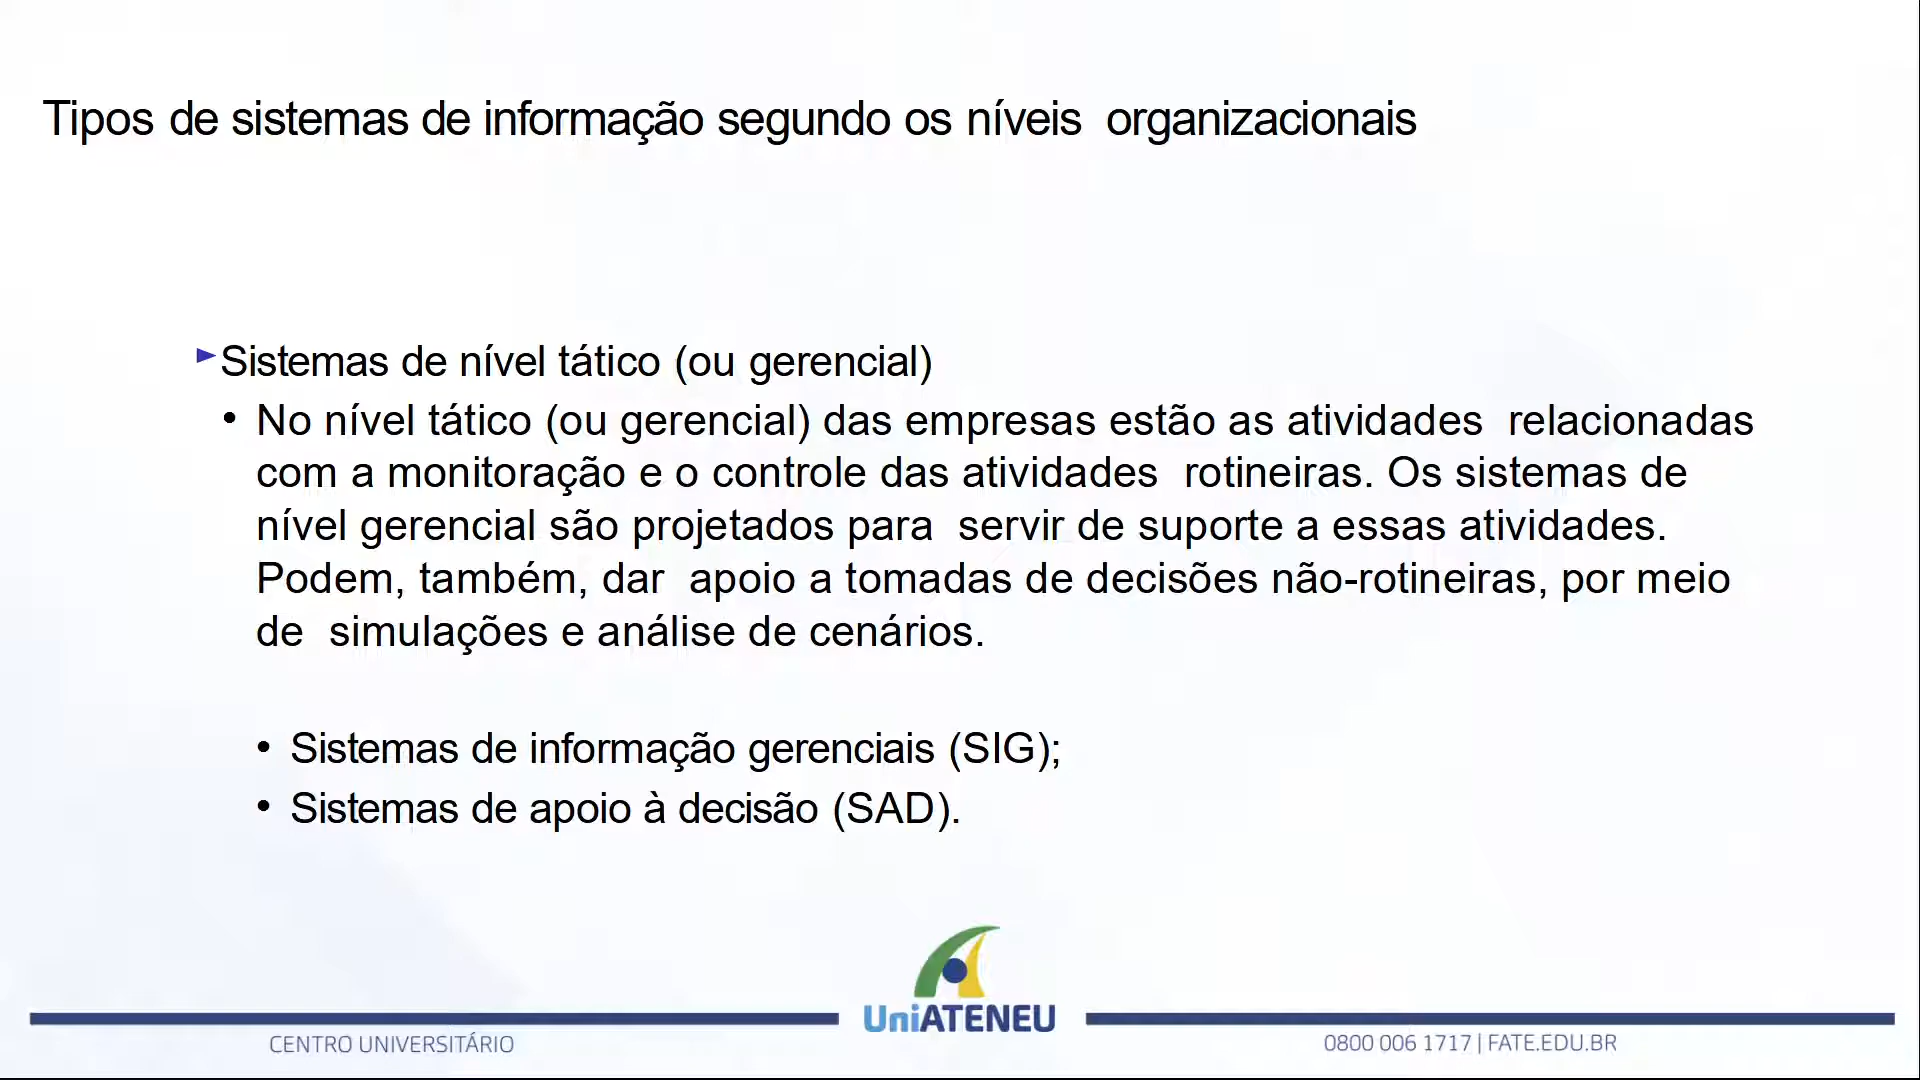 Tipos de sistemas de informação segundo os níveis organizacionais
►Sistemas de nível tático (ou gerencial)
• No nível tático (ou gerencial) das empresas estão as atividades relacionadas
com a monitoração e o controle das atividades rotineiras. Os sistemas de
nível gerencial são projetados para servir de suporte a essas atividades.
Podem, também, dar apoio a tomadas de decisões não-rotineiras, por meio
de simulações e análise de cenários.
• Sistemas de informação gerenciais (SIG);
• Sistemas de apoio à decisão (SAD).
UniATENEU
CENTRO UNIVERSITÁRIO
0800 006 1717 | FATE.EDU.BR